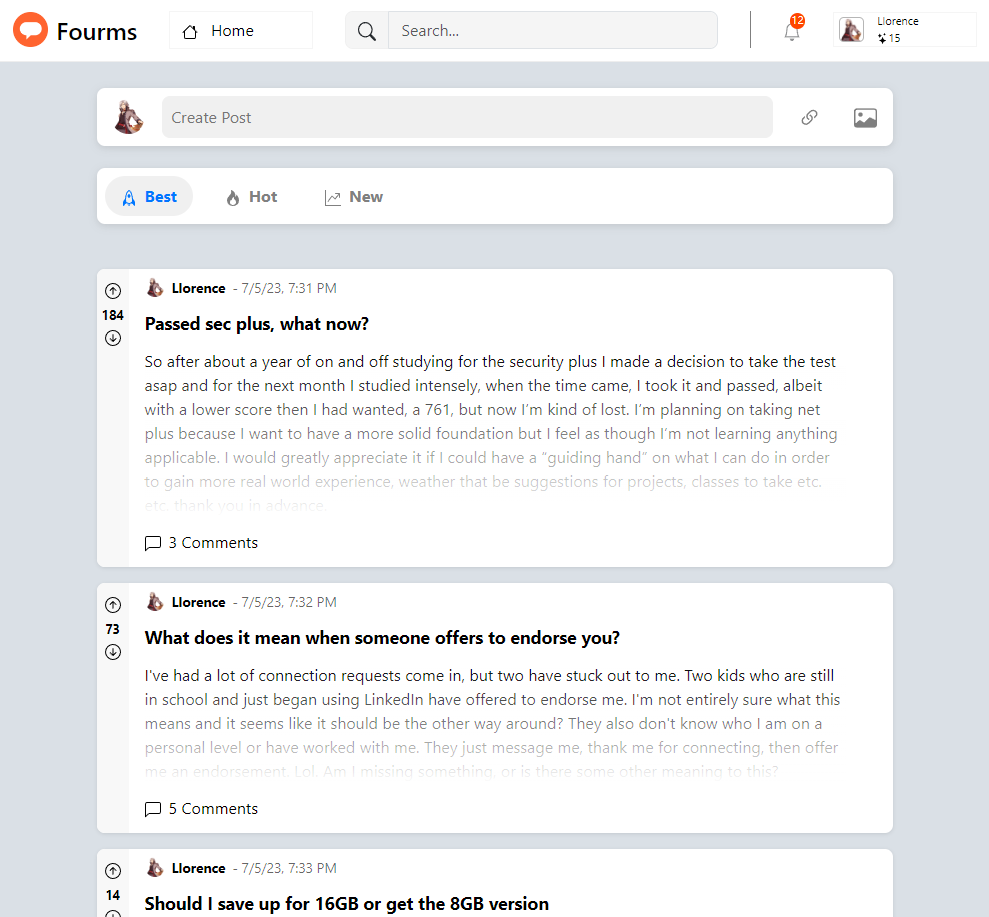 Fourms
Home
Search...
12
Llorence
15
Create Post
Best
Hot
New
Llorence - 7/5/23, 7:31 PM
184
Passed sec plus, what now?
So after about a year of on and off studying for the security plus I made a decision to take the test
asap and for the next month I studied intensely, when the time came, I took it and passed, albeit
with a lower score then I had wanted, a 761, but now I’m kind of lost. I’m planning on taking net
plus because I want to have a more solid foundation but I feel as though I’m not learning anything
applicable. I would greatly appreciate it if I could have a “guiding hand” on what I can do in order
to gain more real world experience, weather that be suggestions for projects, classes to take etc.
etc. thank you in advance.
3 Comments
Llorence - 7/5/23, 7:32 PM
73
What does it mean when someone offers to endorse you?
I've had a lot of connection requests come in, but two have stuck out to me. Two kids who are still
in school and just began using LinkedIn have offered to endorse me. I'm not entirely sure what this
means and it seems like it should be the other way around? They also don't know who I am on a
personal level or have worked with me. They just message me, thank me for connecting, then offer
me an endorsement. Lol. Am I missing something, or is there some other meaning to this?
5 Comments
Llorence - 7/5/23, 7:33 PM
14
Should I save up for 16GB or get the 8GB version